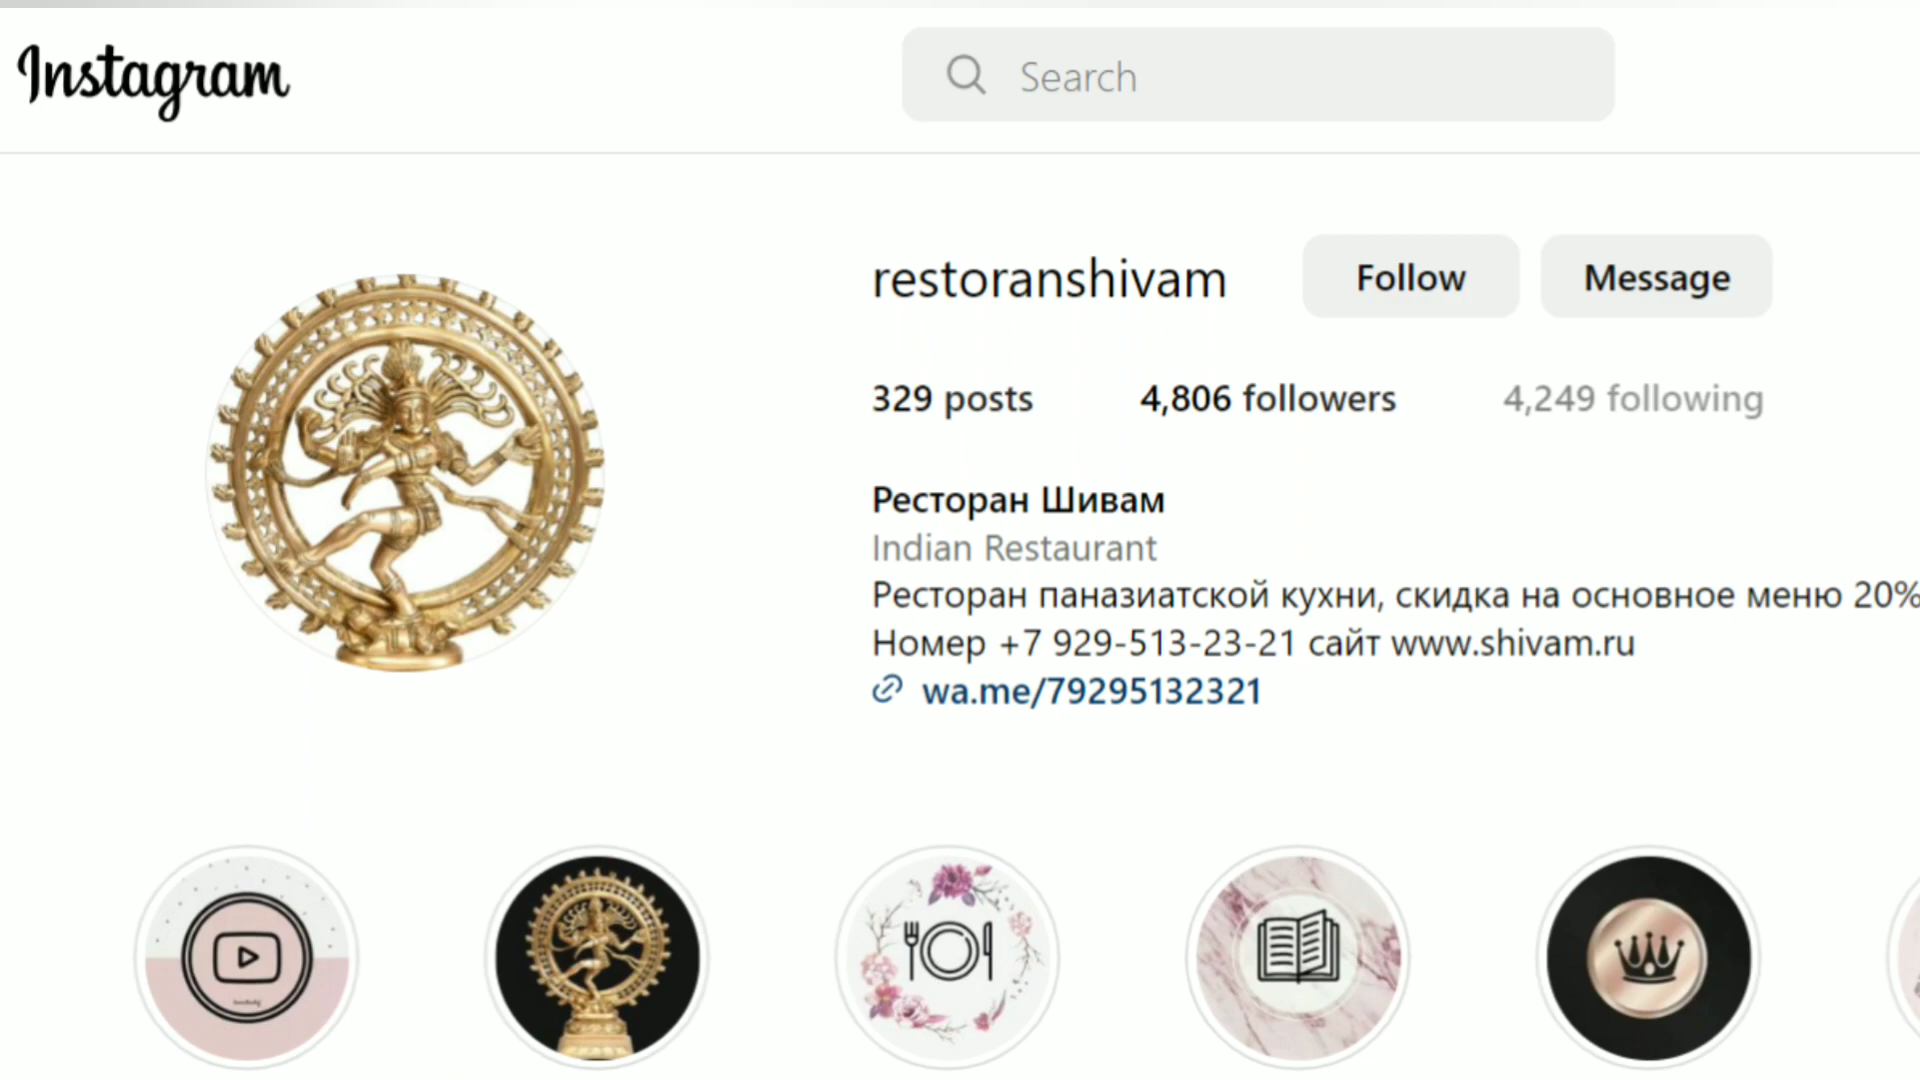 Instagram
Search
restoranshivam
Follow
Message
329 posts
4,806 followers
4,249 following
Ресторан Шивам
Indian Restaurant
Ресторан паназиатской кухни, скидка на основное меню 20%
Номер +7 929-513-23-21 сайт www.shivam.ru
wa.me/79295132321